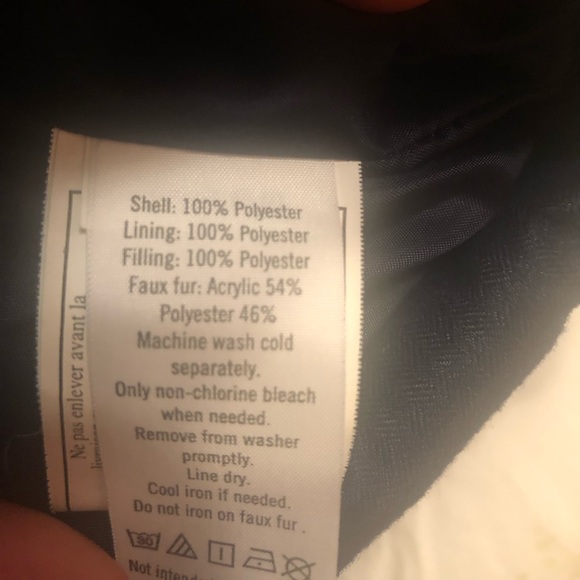 Shell: 100% Polyester
Lining: 100% Polyester
Filling: 100% Polyester
Faux fur: Acrylic 54%
Polyester 46%
Machine wash cold
separately.
Only non-chlorine bleach
when needed.
Remove from washer
promptly.
Line dry.
Cool iron if needed.
Do not iron on faux fur .
30
Ne pas enlever avant la